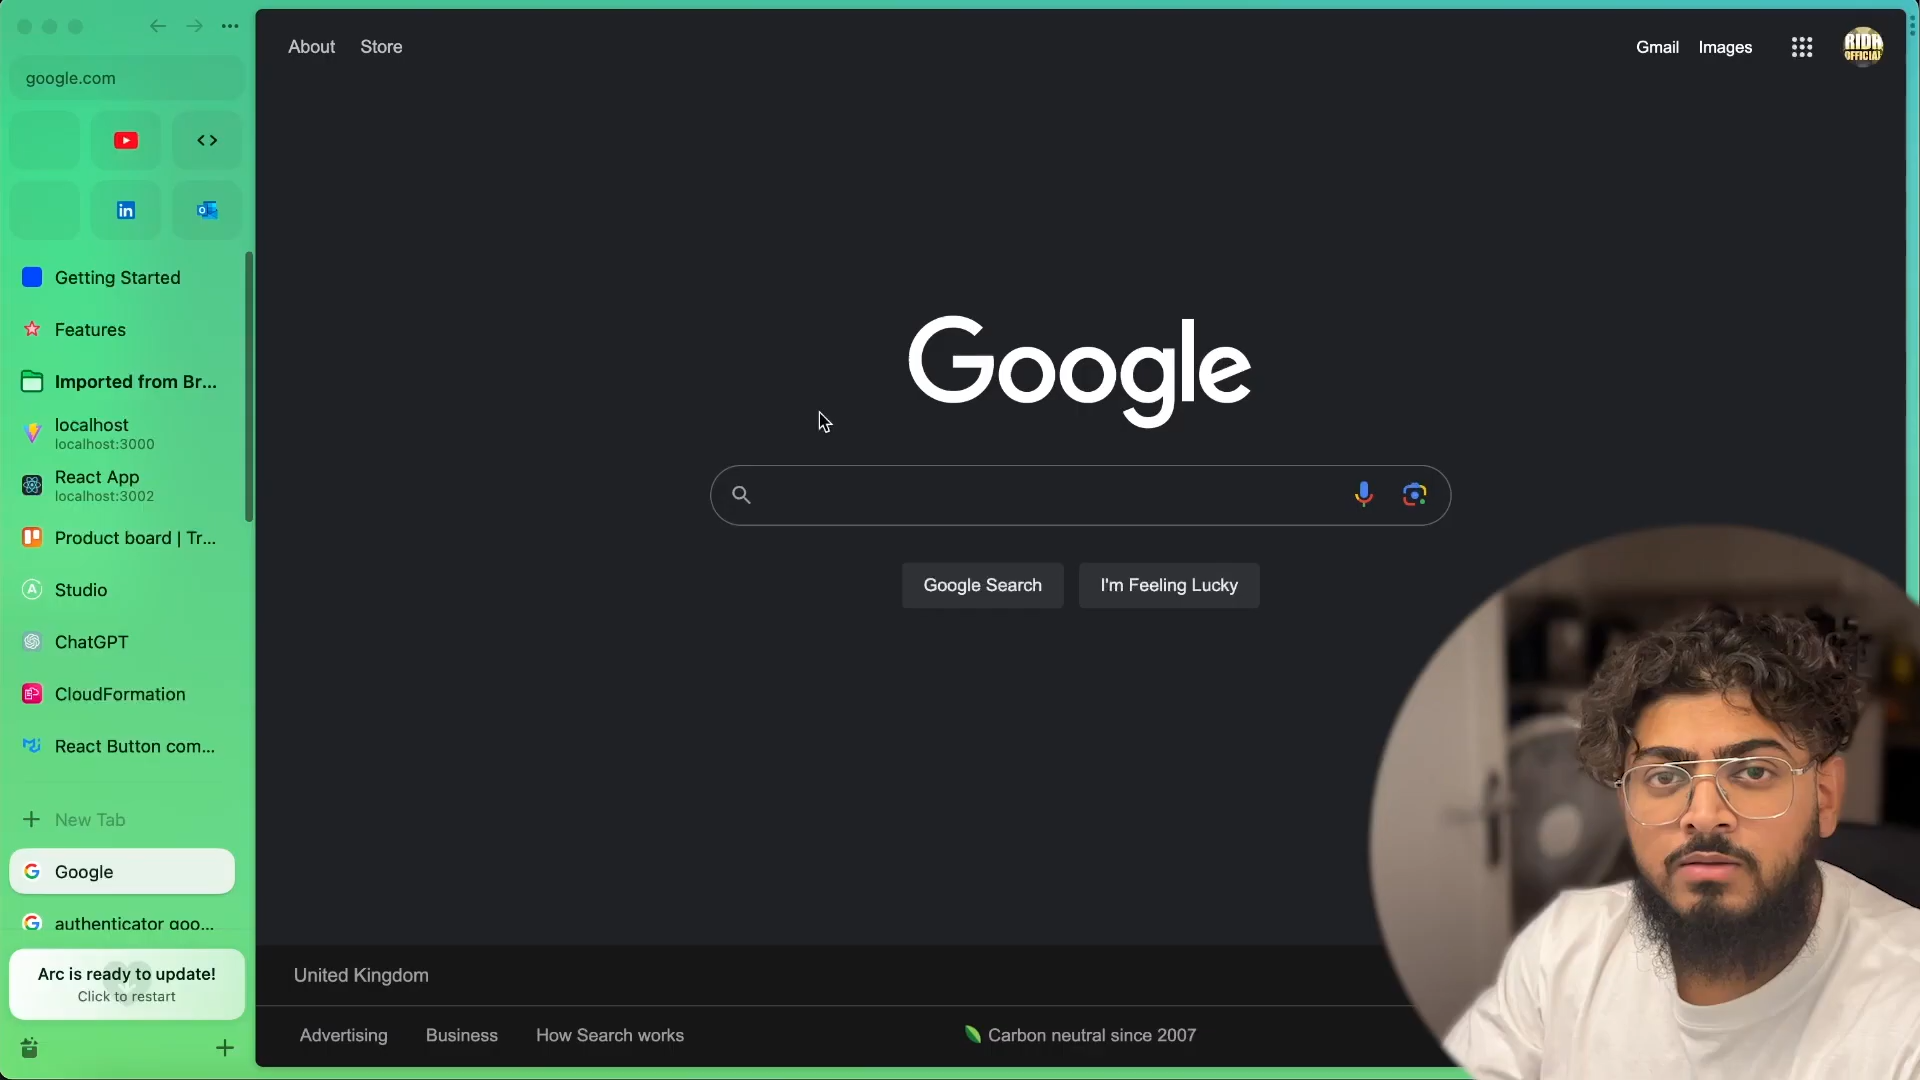 google.com
Getting Started
Features
Imported from Br...
localhost
localhost:3000
React App
localhost:3002
Product board | Tr...
Studio
ChatGPT
CloudFormation
React Button com...
New Tab
Google
authenticator goo...
Arc is ready to update!
Click to restart
About Store
Gmail Images
RIDA
OFFICIAL
Google
Google Search I'm Feeling Lucky
United Kingdom
Advertising Business How Search works
Carbon neutral since 2007